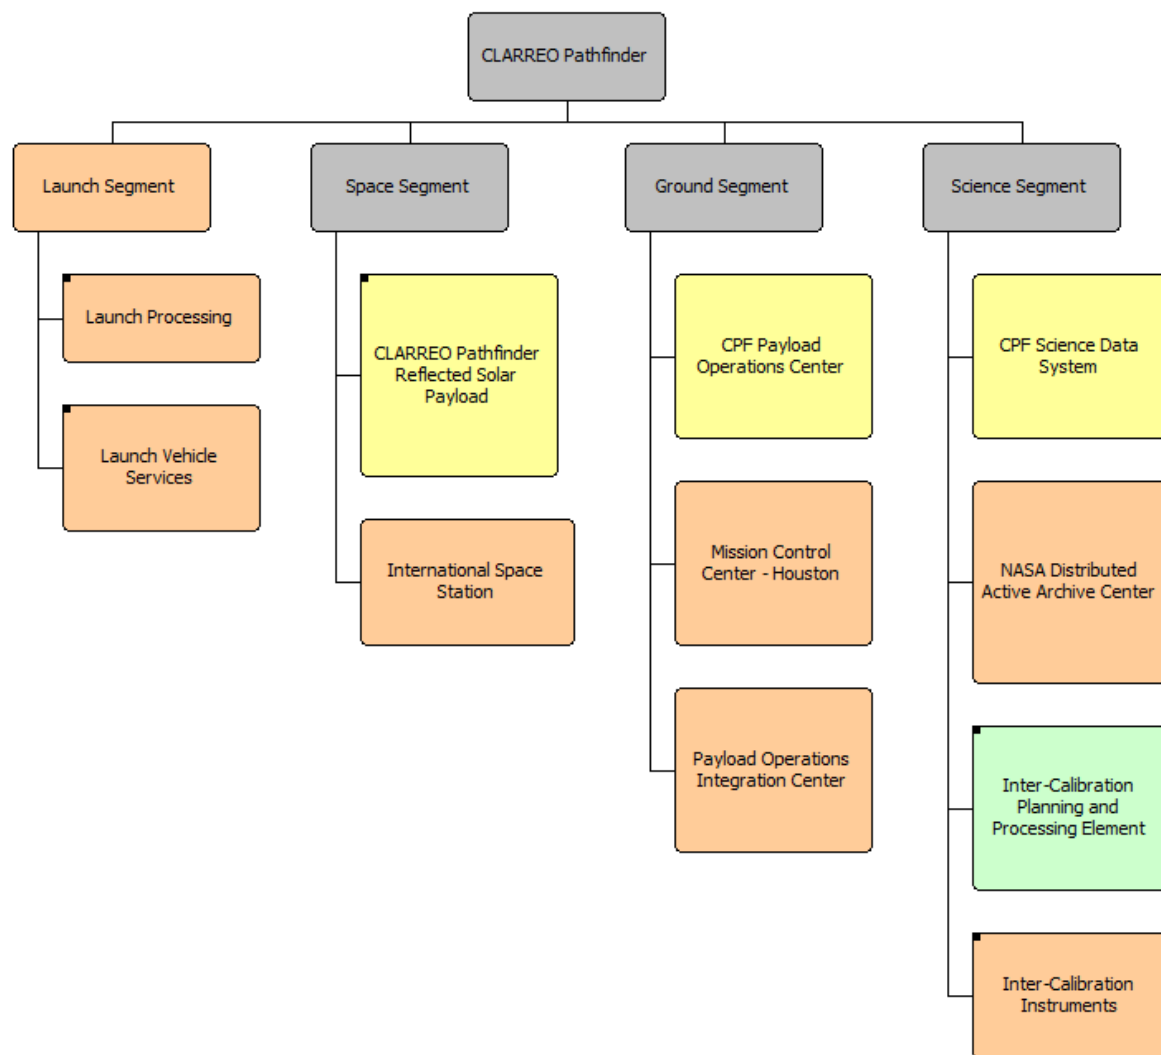 CLARREO Pathfinder
Launch Segment
Space Segment
Ground Segment
Science Segment
Launch Processing
Launch Vehicle
Services
CLARREO Pathfinder
Reflected Solar
Payload
International Space
Station
CPF Payload
Operations Center
Mission Control
Center - Houston
Payload Operations
Integration Center
CPF Science Data
System
NASA Distributed
Active Archive Center
Inter-Calibration
Planning and
Processing Element
Inter-Calibration
Instruments